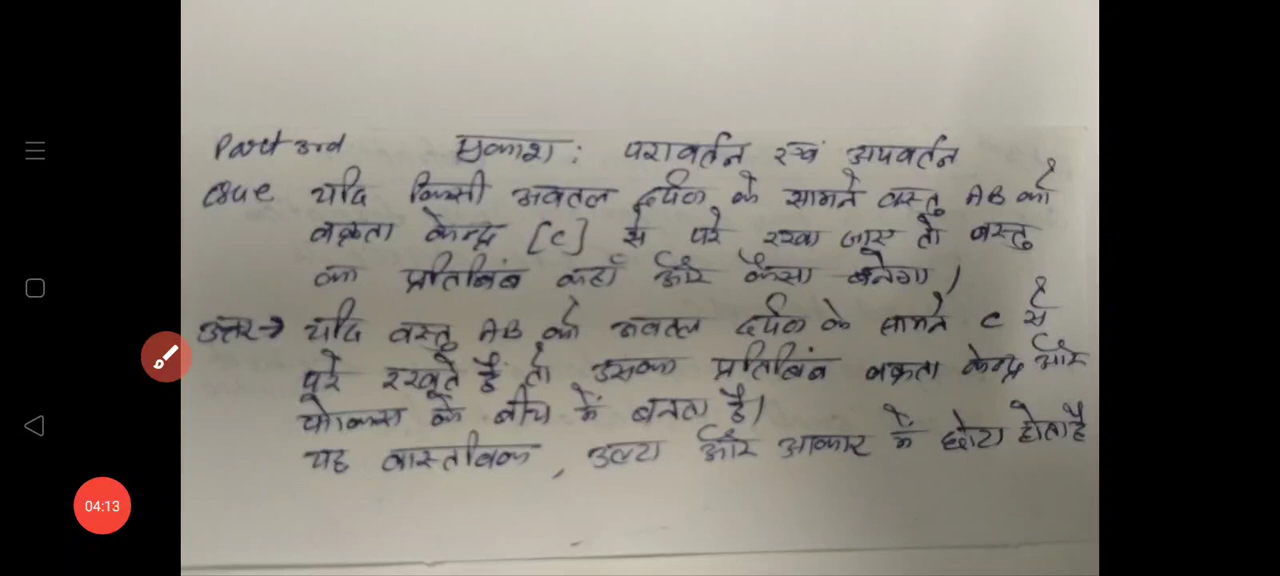 Part 3rd प्रकाश: परावर्तन एवं अपवर्तन
Que यदि किसी अवतल दर्पण के सामने वस्तु AB को
वक्रता केन्द्र [C] से परे रखा जाए तो वस्तु
का प्रतिबिंब कहाँ और कैसा बनेगा।
उत्तर→ यदि वस्तु AB को अवतल दर्पण के सामने C से
पूरे रखते हैं तो उसका प्रतिबिंब वक्रता केन्द्र और
फोकस के बीच में बनता है।
यह वास्तविक, उल्टा और आकार में छोटा होता है
04:13